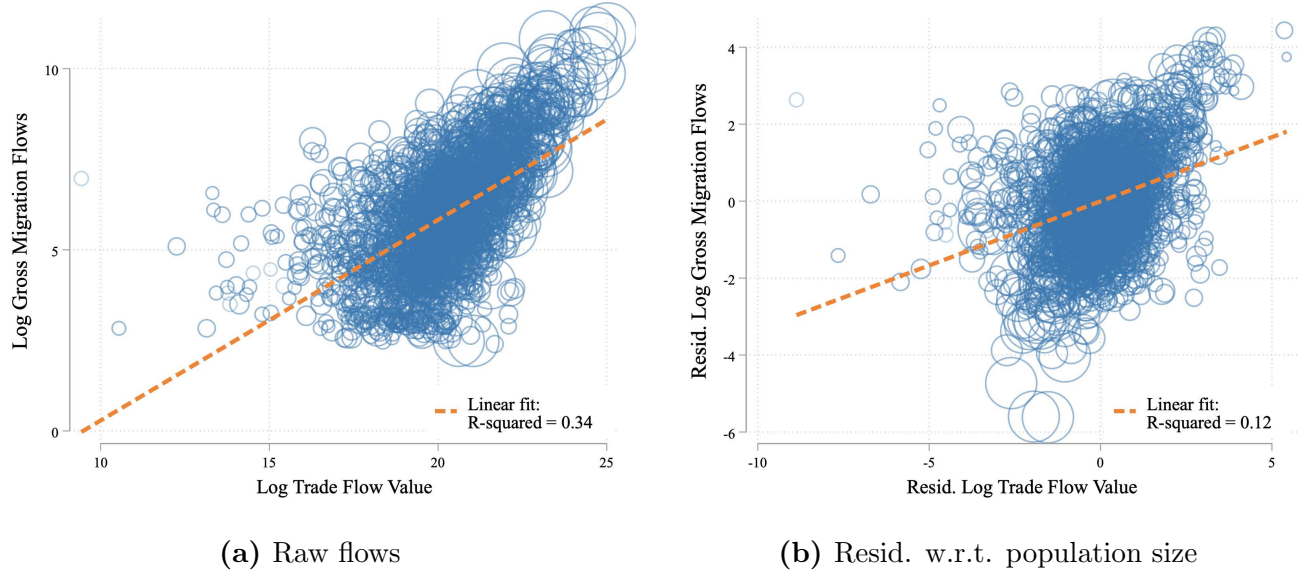 Log Gross Migration Flows
10
5
0
10
15
20
25
Log Trade Flow Value
Linear fit:
R-squared = 0.34
(a) Raw flows
Resid. Log Gross Migration Flows
4
2
0
-2
-4
-6
-10
-5
0
5
Resid. Log Trade Flow Value
Linear fit:
R-squared = 0.12
(b) Resid. w.r.t. population size